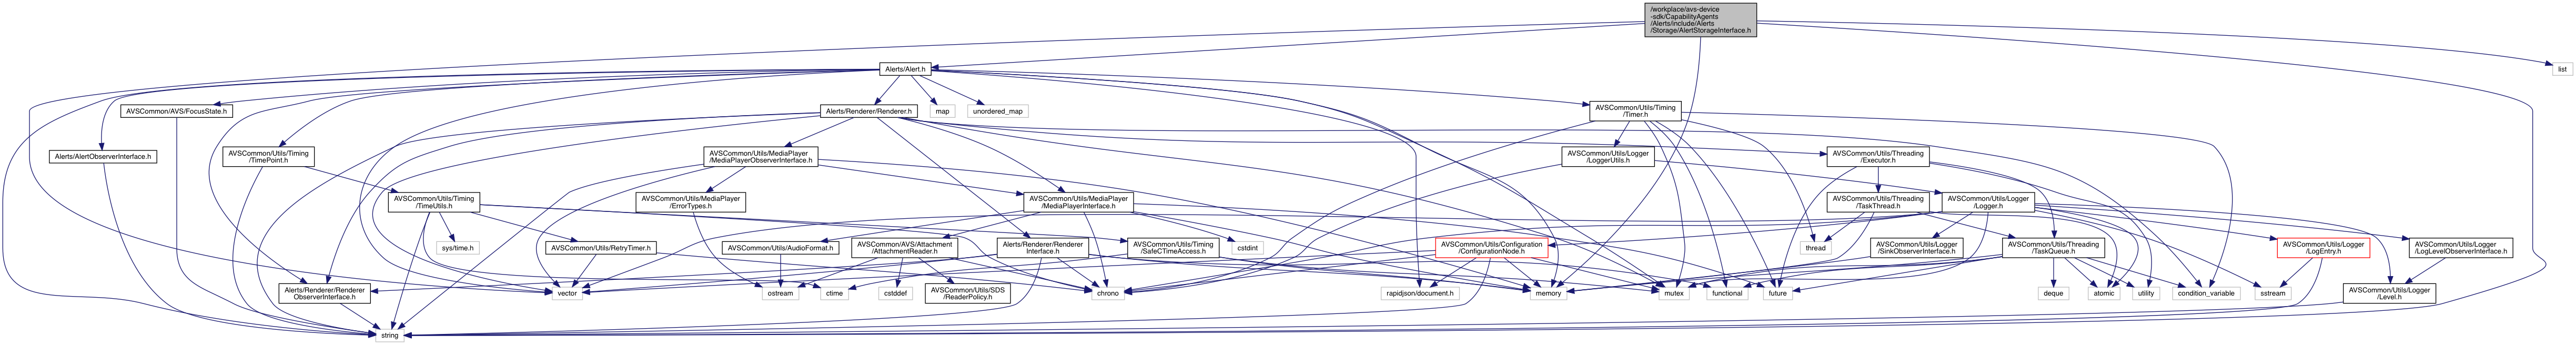 /workplace/avs-device
-sdk/CapabilityAgents
/Alerts/include/Alerts
/Storage/AlertStorageInterface.h
Alerts/Alert.h
list
AVSCommon/AVS/FocusState.h
Alerts/Renderer/Renderer.h
map
unordered_map
AVSCommon/Utils/Timing
/Timer.h
Alerts/AlertObserverInterface.h
AVSCommon/Utils/Timing
/TimePoint.h
AVSCommon/Utils/MediaPlayer
/MediaPlayerObserverInterface.h
AVSCommon/Utils/Logger
/LoggerUtils.h
AVSCommon/Utils/Threading
/Executor.h
AVSCommon/Utils/Timing
/TimeUtils.h
AVSCommon/Utils/MediaPlayer
/ErrorTypes.h
AVSCommon/Utils/MediaPlayer
/MediaPlayerInterface.h
AVSCommon/Utils/Threading
/TaskThread.h
AVSCommon/Utils/Logger
/Logger.h
sys/time.h
AVSCommon/Utils/RetryTimer.h
AVSCommon/Utils/AudioFormat.h
AVSCommon/AVS/Attachment
/AttachmentReader.h
Alerts/Renderer/Renderer
Interface.h
AVSCommon/Utils/Timing
/SafeCTimeAccess.h
cstdint
AVSCommon/Utils/Configuration
/ConfigurationNode.h
thread
AVSCommon/Utils/Logger
/SinkObserverInterface.h
AVSCommon/Utils/Threading
/TaskQueue.h
AVSCommon/Utils/Logger
/LogEntry.h
AVSCommon/Utils/Logger
/LogLevelObserverInterface.h
Alerts/Renderer/Renderer
ObserverInterface.h
vector
ostream
ctime
cstddef
AVSCommon/Utils/SDS
/ReaderPolicy.h
chrono
rapidjson/document.h
memory
mutex
functional
future
deque
atomic
utility
condition_variable
sstream
AVSCommon/Utils/Logger
/Level.h
string